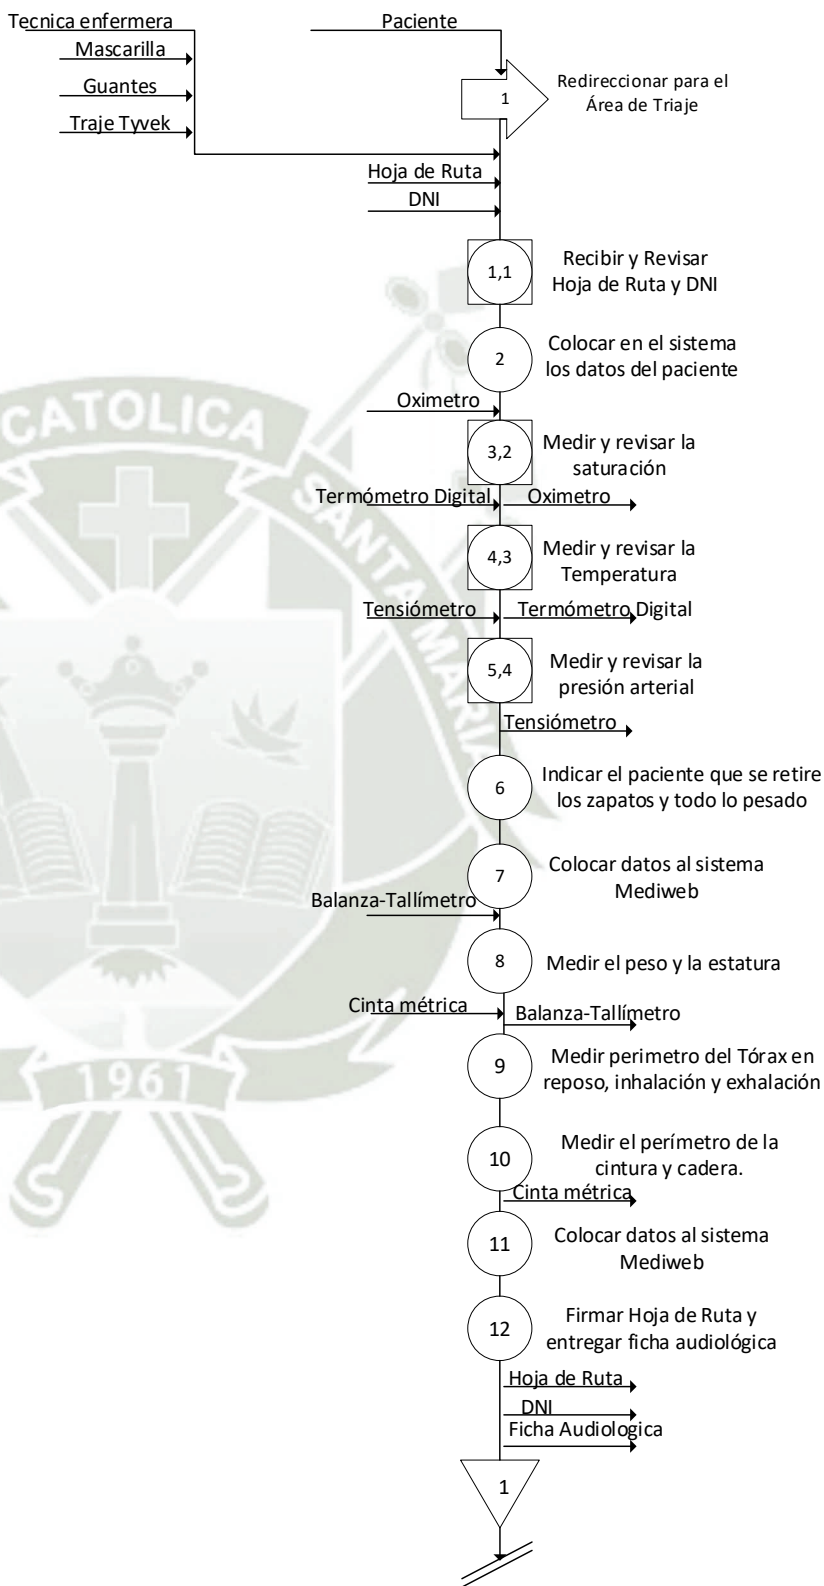 Tecnica enfermera
Paciente
Mascarilla
Guantes
Traje Tyvek
1
Redireccionar para el
Área de Triaje
Hoja de Ruta
DNI
1,1
Recibir y Revisar
Hoja de Ruta y DNI
2
Colocar en el sistema
los datos del paciente
Oximetro
3,2
Medir y revisar la
saturación
Termómetro Digital
Oximetro
4,3
Medir y revisar la
Temperatura
Tensiómetro
Termómetro Digital
5,4
Medir y revisar la
presión arterial
Tensiómetro
6
Indicar el paciente que se retire
los zapatos y todo lo pesado
7
Colocar datos al sistema
Mediweb
Balanza-Tallímetro
8
Medir el peso y la estatura
Cinta métrica
Balanza-Tallímetro
9
Medir perimetro del Tórax en
reposo, inhalación y exhalación
10
Medir el perímetro de la
cintura y cadera.
Cinta métrica
11
Colocar datos al sistema
Mediweb
12
Firmar Hoja de Ruta y
entregar ficha audiológica
Hoja de Ruta
DNI
Ficha Audiologica
1
CATOLICA
SANTA MARIA
1961